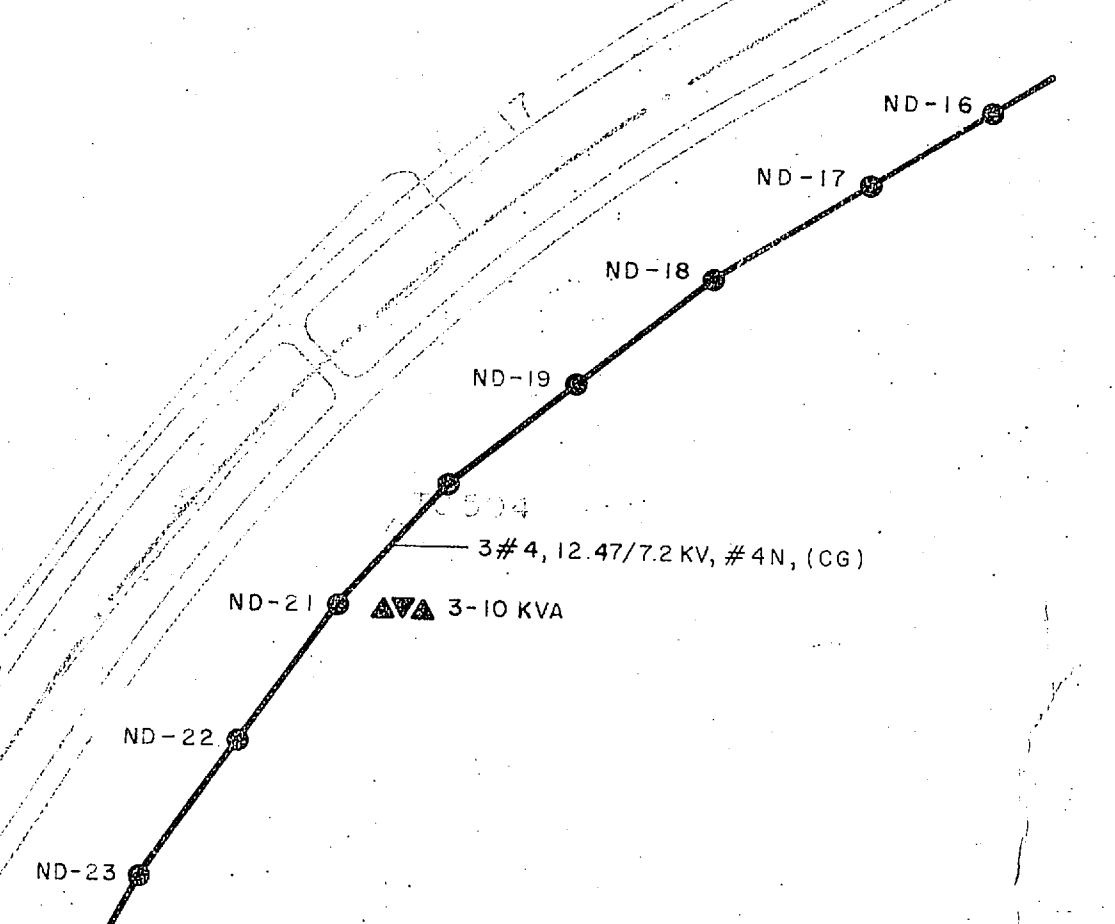 17
ND-16
ND-17
ND-18
ND-19
3#4, 12.47/7.2 KV, #4N, (CG)
ND-21
3-10 KVA
ND-22
ND-23